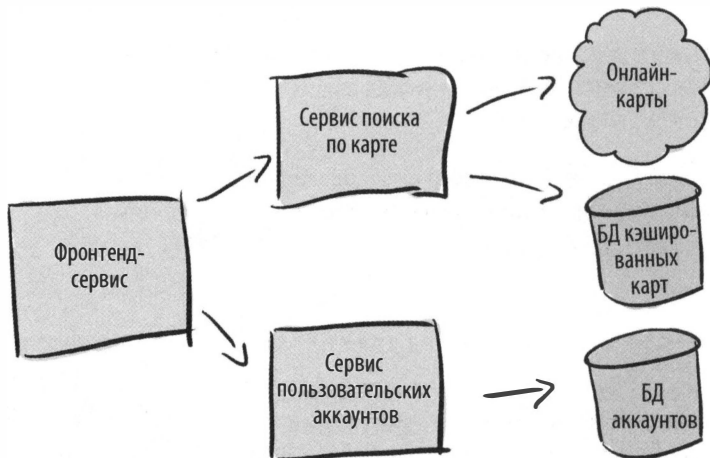 Онлайн-
карты
Сервис поиска
по карте
БД кэширо-
ванных
карт
Фронтенд-
сервис
Сервис
пользовательских
аккаунтов
БД
аккаунтов